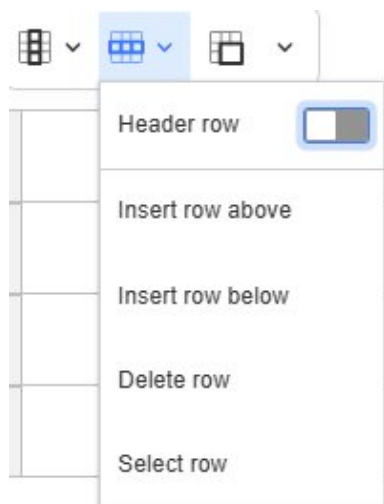 Header row
Insert row above
Insert row below
Delete row
Select row